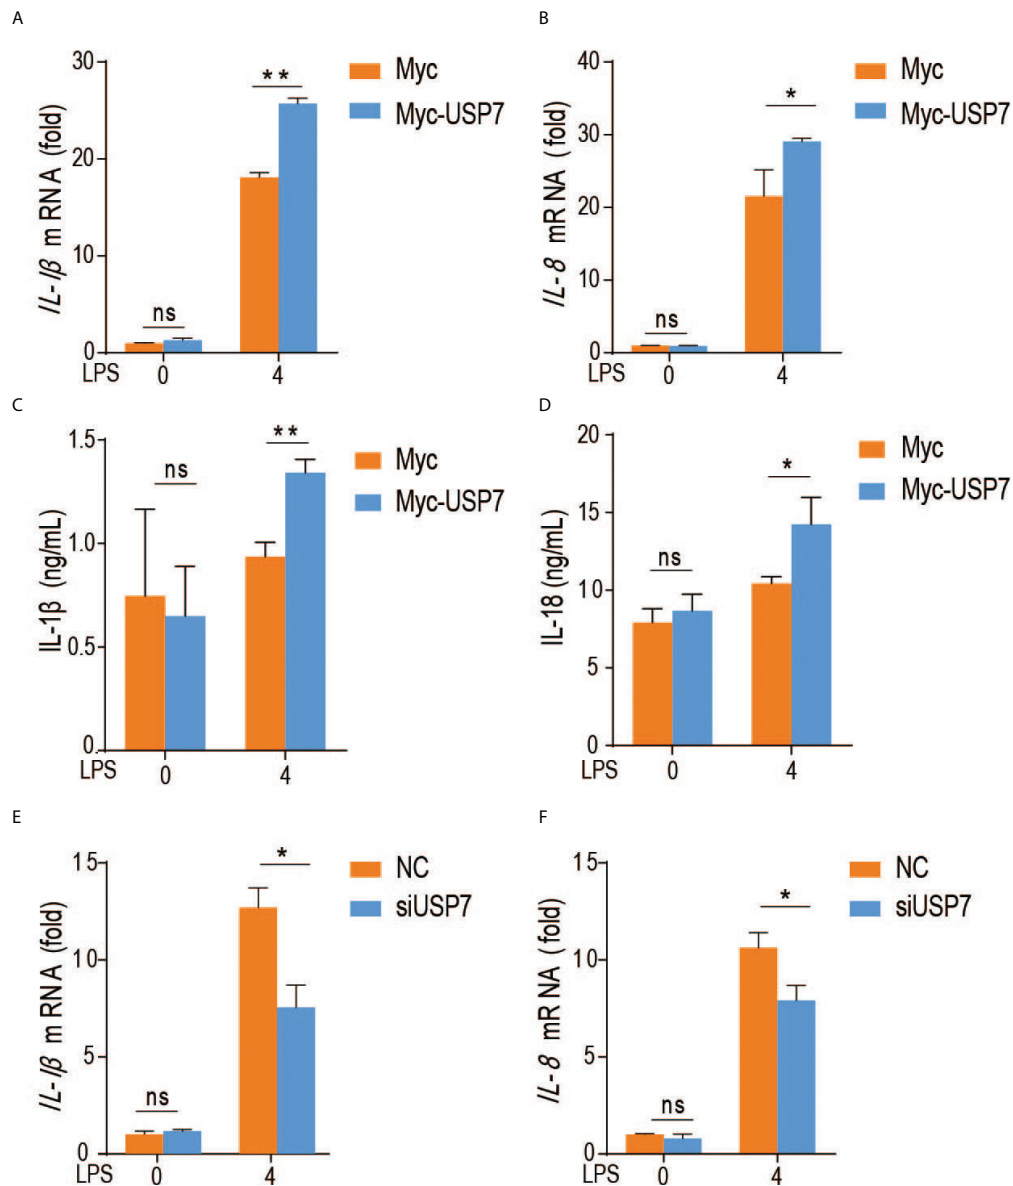 A
30
20
10
0
IL-1β m RNA (fold)
**
ns
Myc
Myc-USP7
LPS 0 4
B
40
30
20
10
0
IL-8 mR NA ( fold)
*
ns
Myc
Myc-USP7
LPS 0 4
C
1.5
1.0
0.5
0
IL-1β (ng/mL)
**
ns
Myc
Myc-USP7
LPS 0 4
D
20
15
10
5
0
IL-18 (ng/mL)
*
ns
Myc
Myc-USP7
LPS 0 4
E
15
10
5
0
IL-1β m RNA (fold)
*
ns
NC
siUSP7
LPS 0 4
F
15
10
5
0
IL-8 mR NA ( fold)
*
ns
NC
siUSP7
LPS 0 4